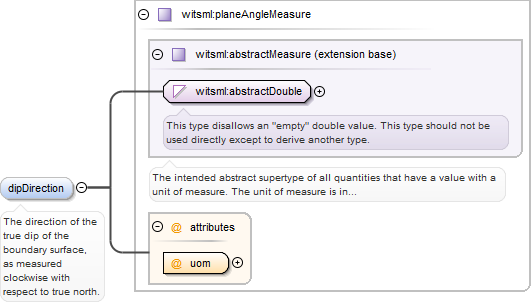 witsml:planeAngleMeasure
witsml:abstractMeasure (extension base)
witsml:abstractDouble
This type disallows an "empty" double value. This type should not be
used directly except to derive another type.
The intended abstract supertype of all quantities that have a value with a
unit of measure. The unit of measure is in...
dipDirection
The direction of the
true dip of the
boundary surface,
as measured
clockwise with
respect to true north.
@ attributes
@ uom